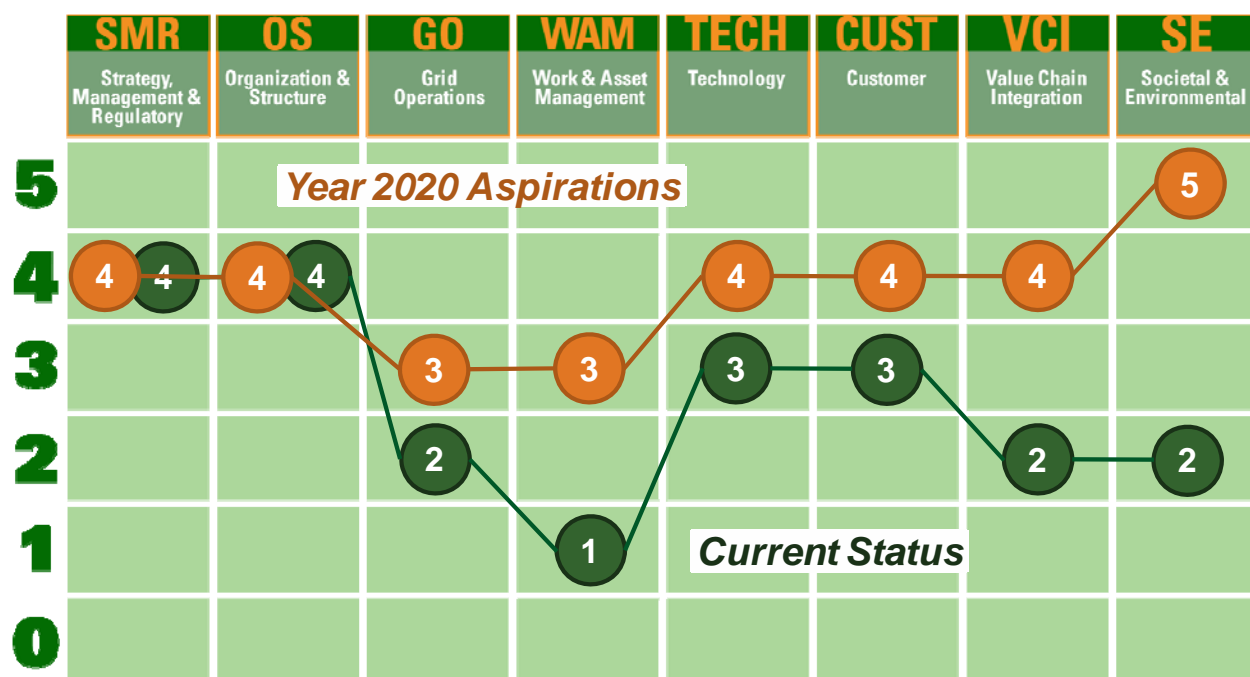 SMR OS GO WAM TECH CUST VCI SE
Strategy,
Management &
Regulatory
Organization &
Structure
Grid
Operations
Work & Asset
Management
Technology
Customer
Value Chain
Integration
Societal &
Environmental
5
Year 2020 Aspirations
5
4
4 4 4 4 4 4 4
3
3 3 3 3
2
2 2 2
1
1
Current Status
0